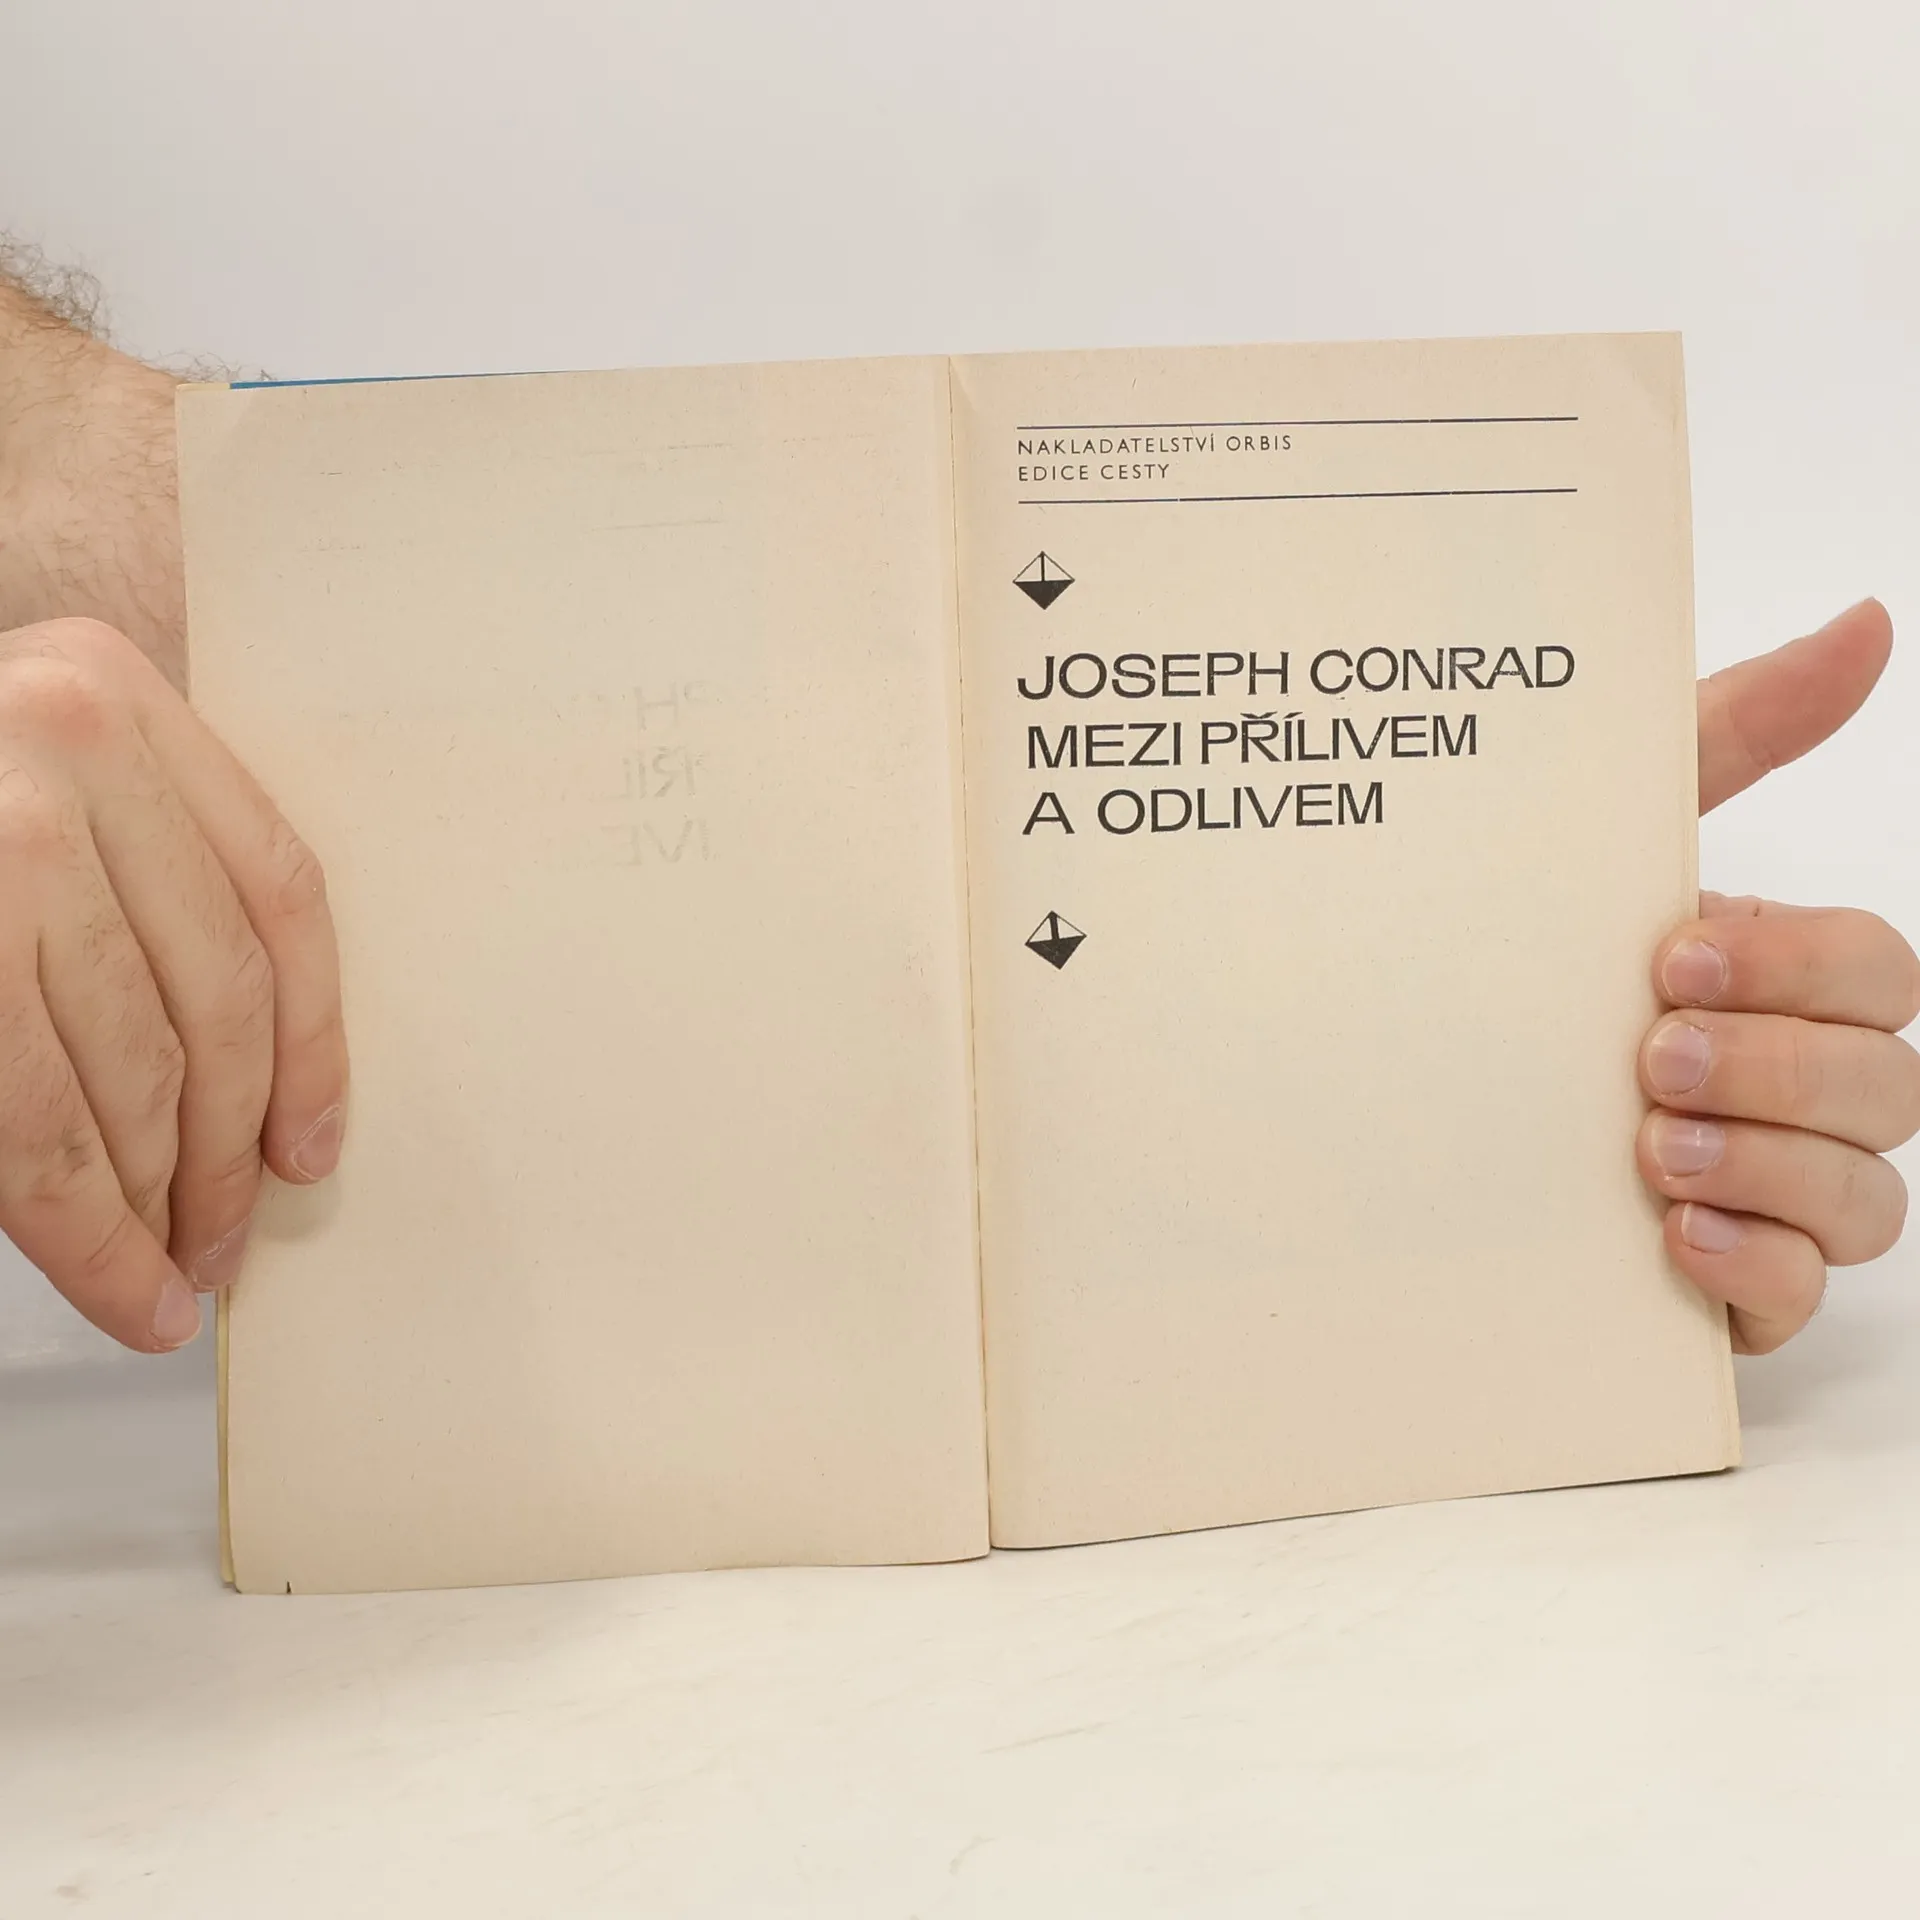 NAKLADATELSTVÍ ORBIS
EDICE CESTY
JOSEPH CONRAD
MEZI PŘÍLIVEM
A ODLIVEM